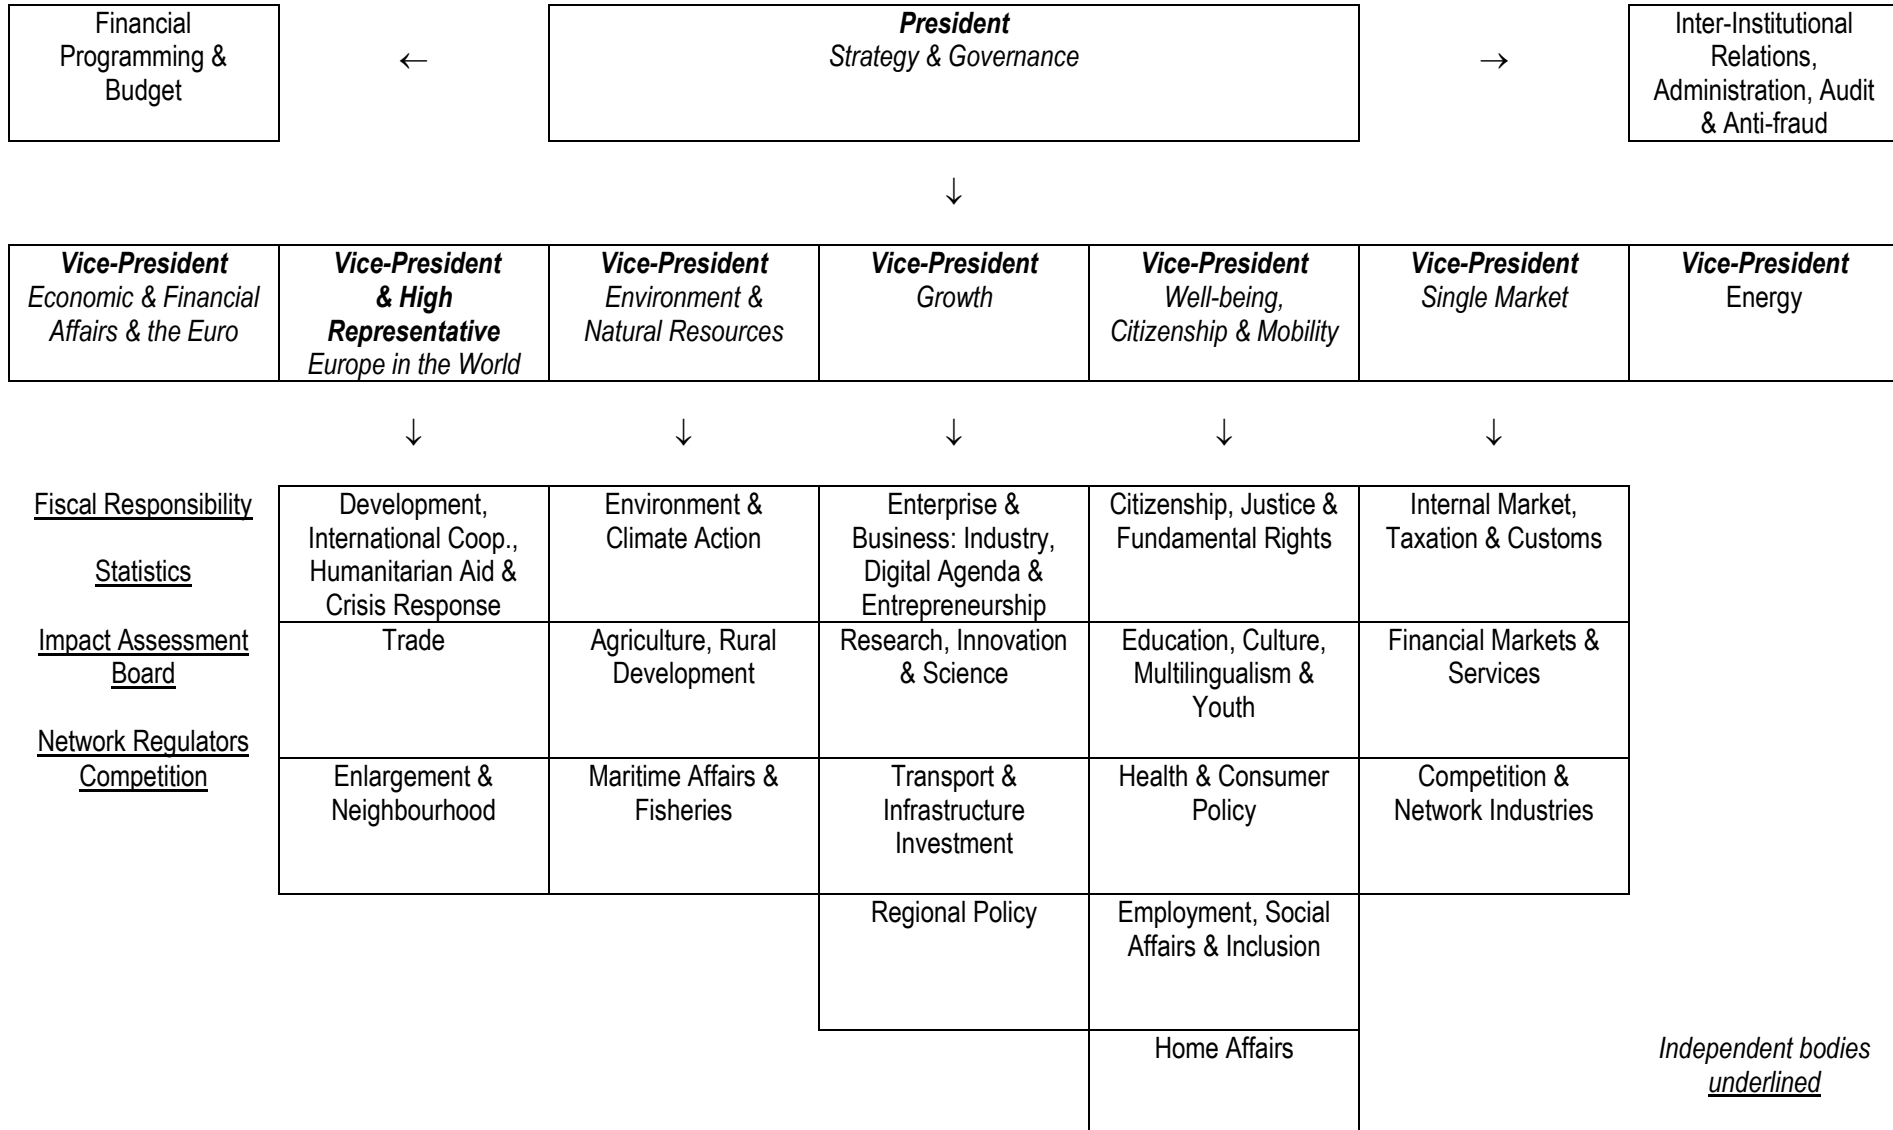 Financial
Programming &
Budget
←
President
Strategy & Governance
→
Inter-Institutional
Relations,
Administration, Audit
& Anti-fraud
↓
Vice-President
Economic & Financial
Affairs & the Euro
Vice-President
& High
Representative
Europe in the World
Vice-President
Environment &
Natural Resources
Vice-President
Growth
Vice-President
Well-being,
Citizenship & Mobility
Vice-President
Single Market
Vice-President
Energy
↓
↓
↓
↓
↓
Fiscal Responsibility
Statistics
Impact Assessment
Board
Network Regulators
Competition
Development,
International Coop.,
Humanitarian Aid &
Crisis Response
Environment &
Climate Action
Enterprise &
Business: Industry,
Digital Agenda &
Entrepreneurship
Citizenship, Justice &
Fundamental Rights
Internal Market,
Taxation & Customs
Trade
Agriculture, Rural
Development
Research, Innovation
& Science
Education, Culture,
Multilingualism &
Youth
Financial Markets &
Services
Enlargement &
Neighbourhood
Maritime Affairs &
Fisheries
Transport &
Infrastructure
Investment
Health & Consumer
Policy
Competition &
Network Industries
Regional Policy
Employment, Social
Affairs & Inclusion
Home Affairs
Independent bodies
underlined